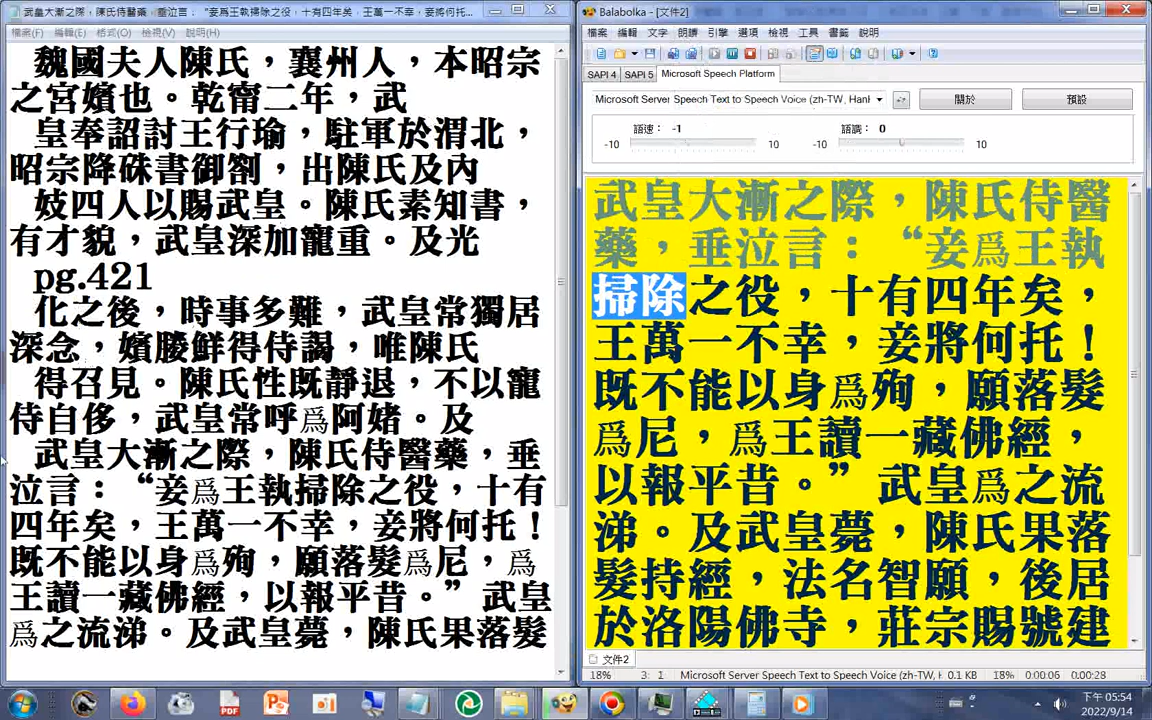 武皇大漸之際，陳氏侍醫藥，垂泣言：“妾爲王執掃除之役，十有四年矣，王萬一不幸，妾將何托...
檔案(F) 編輯(E) 格式(O) 檢視(V) 說明(H)
魏國夫人陳氏，襄州人，本昭宗
之宮嬪也。乾甯二年，武
皇奉詔討王行瑜，駐軍於渭北，
昭宗降硃書御劄，出陳氏及內
妓四人以賜武皇。陳氏素知書，
有才貌，武皇深加寵重。及光
pg.421
化之後，時事多難，武皇常獨居
深念，嬪媵鮮得侍謁，唯陳氏
得召見。陳氏性既靜退，不以寵
侍自侈，武皇常呼爲阿媎。及
武皇大漸之際，陳氏侍醫藥，垂
泣言：“妾爲王執掃除之役，十有
四年矣，王萬一不幸，妾將何托！
既不能以身爲殉，願落髮爲尼，爲
王讀一藏佛經，以報平昔。”武皇
爲之流涕。及武皇薨，陳氏果落髮
Balabolka - [文件2]
檔案 編輯 文字 朗讀 引擎 選項 檢視 工具 書籤 說明
SAPI 4 SAPI 5 Microsoft Speech Platform
Microsoft Server Speech Text to Speech Voice (zh-TW, Hanl
關於 預設
語速： -1 語調： 0
-10 10 -10 10
武皇大漸之際，陳氏侍醫
藥，垂泣言：“妾爲王執
掃除之役，十有四年矣，
王萬一不幸，妾將何托！
既不能以身爲殉，願落髮
爲尼，爲王讀一藏佛經，
以報平昔。”武皇爲之流
涕。及武皇薨，陳氏果落
髮持經，法名智願，後居
於洛陽佛寺，莊宗賜號建
文件2
18% 3: 1 Microsoft Server Speech Text to Speech Voice (zh-TW, H 0.1 KB 18% 0:00:06 0:00:28
下午 05:54
2022/9/14